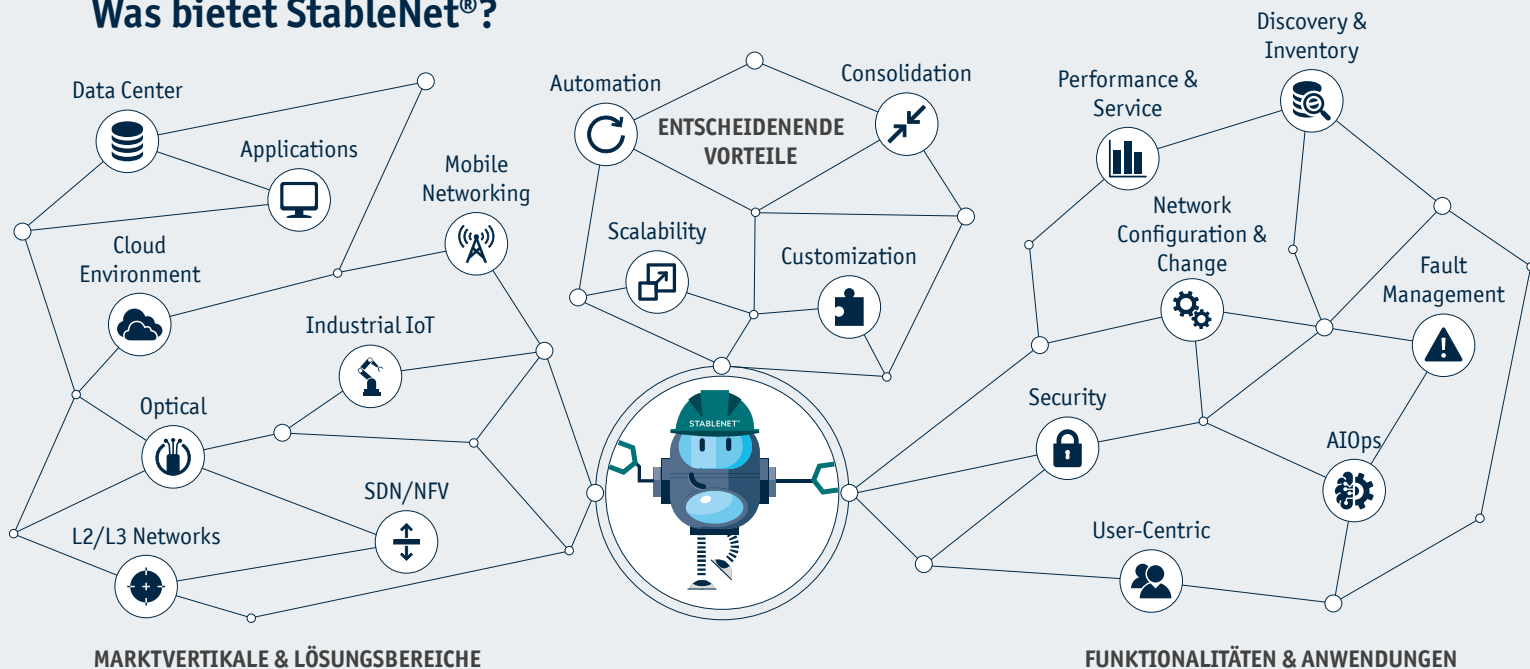 Was bietet StableNet®?
Data Center
Applications
Mobile
Networking
Cloud
Environment
Industrial IoT
Optical
SDN/NFV
L2/L3 Networks
MARKTVERTIKALE & LÖSUNGSBEREICHE
Automation
Consolidation
ENTSCHEIDENENDE
VORTEILE
Scalability
Customization
STABLENET®
Discovery &
Inventory
Performance &
Service
Network
Configuration &
Change
Fault
Management
Security
AIOps
User-Centric
FUNKTIONALITÄTEN & ANWENDUNGEN